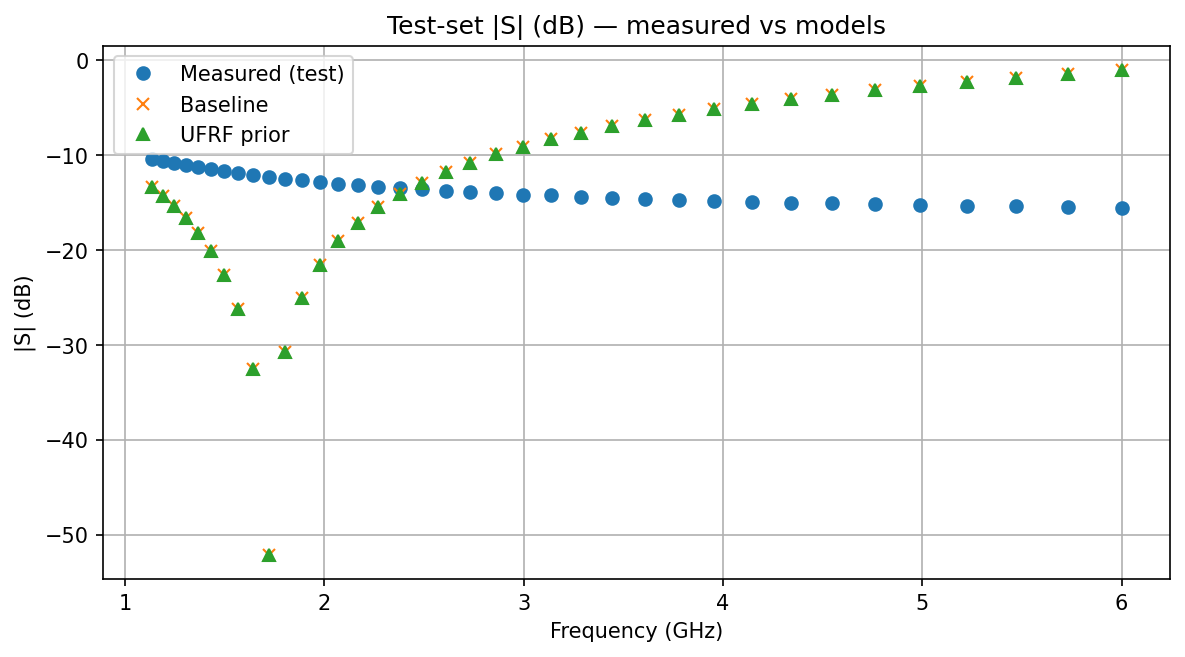 Test-set |S| (dB) — measured vs models
Measured (test)
Baseline
UFRF prior
|S| (dB)
0
−10
−20
−30
−40
−50
1
2
3
4
5
6
Frequency (GHz)